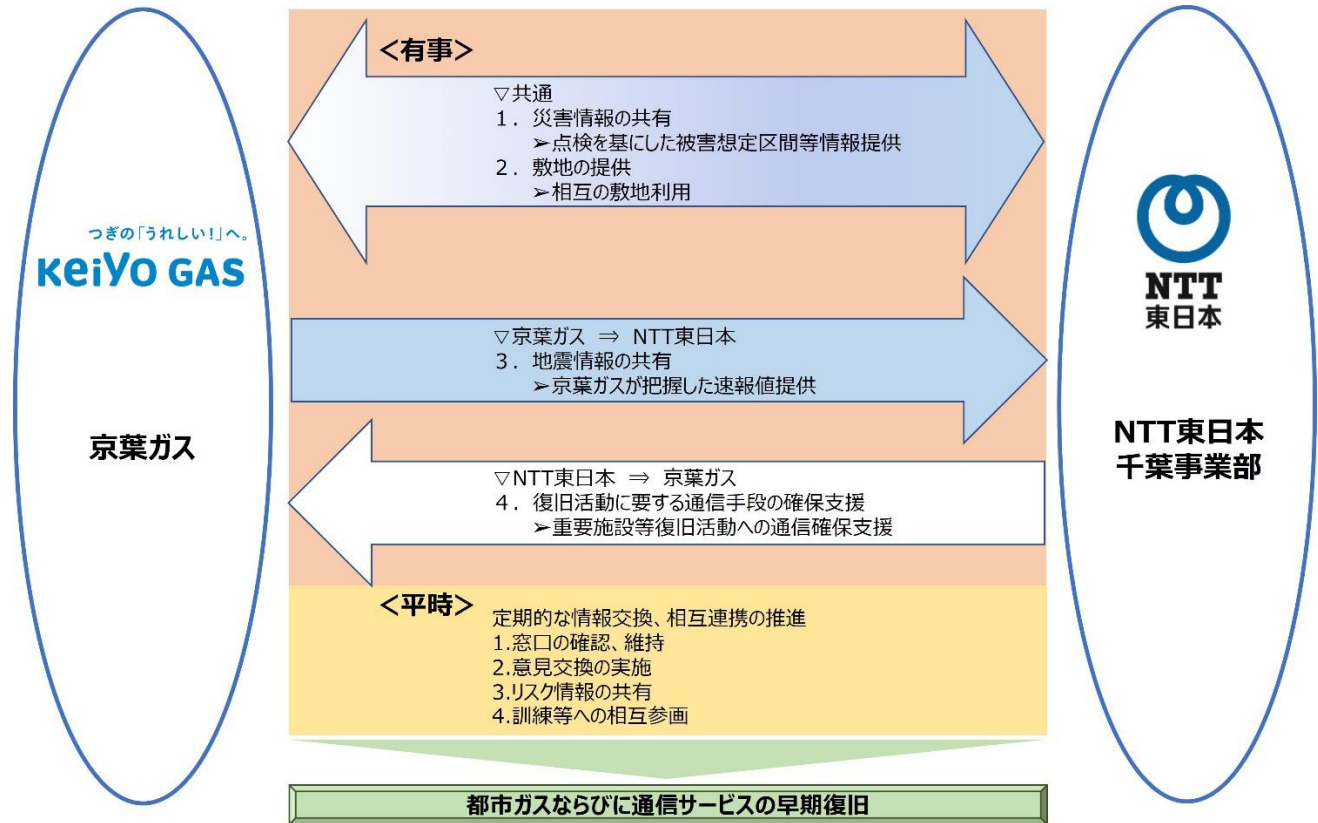 <有事>
▽共通
1．災害情報の共有
➢点検を基にした被害想定区間等情報提供
2．敷地の提供
➢相互の敷地利用
つぎの「うれしい!」へ。
KeiYO GAS
京葉ガス
▽京葉ガス ⇒ NTT東日本
3．地震情報の共有
➢京葉ガスが把握した速報値提供
▽NTT東日本 ⇒ 京葉ガス
4．復旧活動に要する通信手段の確保支援
➢重要施設等復旧活動への通信確保支援
NTT
東日本
NTT東日本
千葉事業部
<平時>
定期的な情報交換、相互連携の推進
1.窓口の確認、維持
2.意見交換の実施
3.リスク情報の共有
4.訓練等への相互参画
都市ガスならびに通信サービスの早期復旧